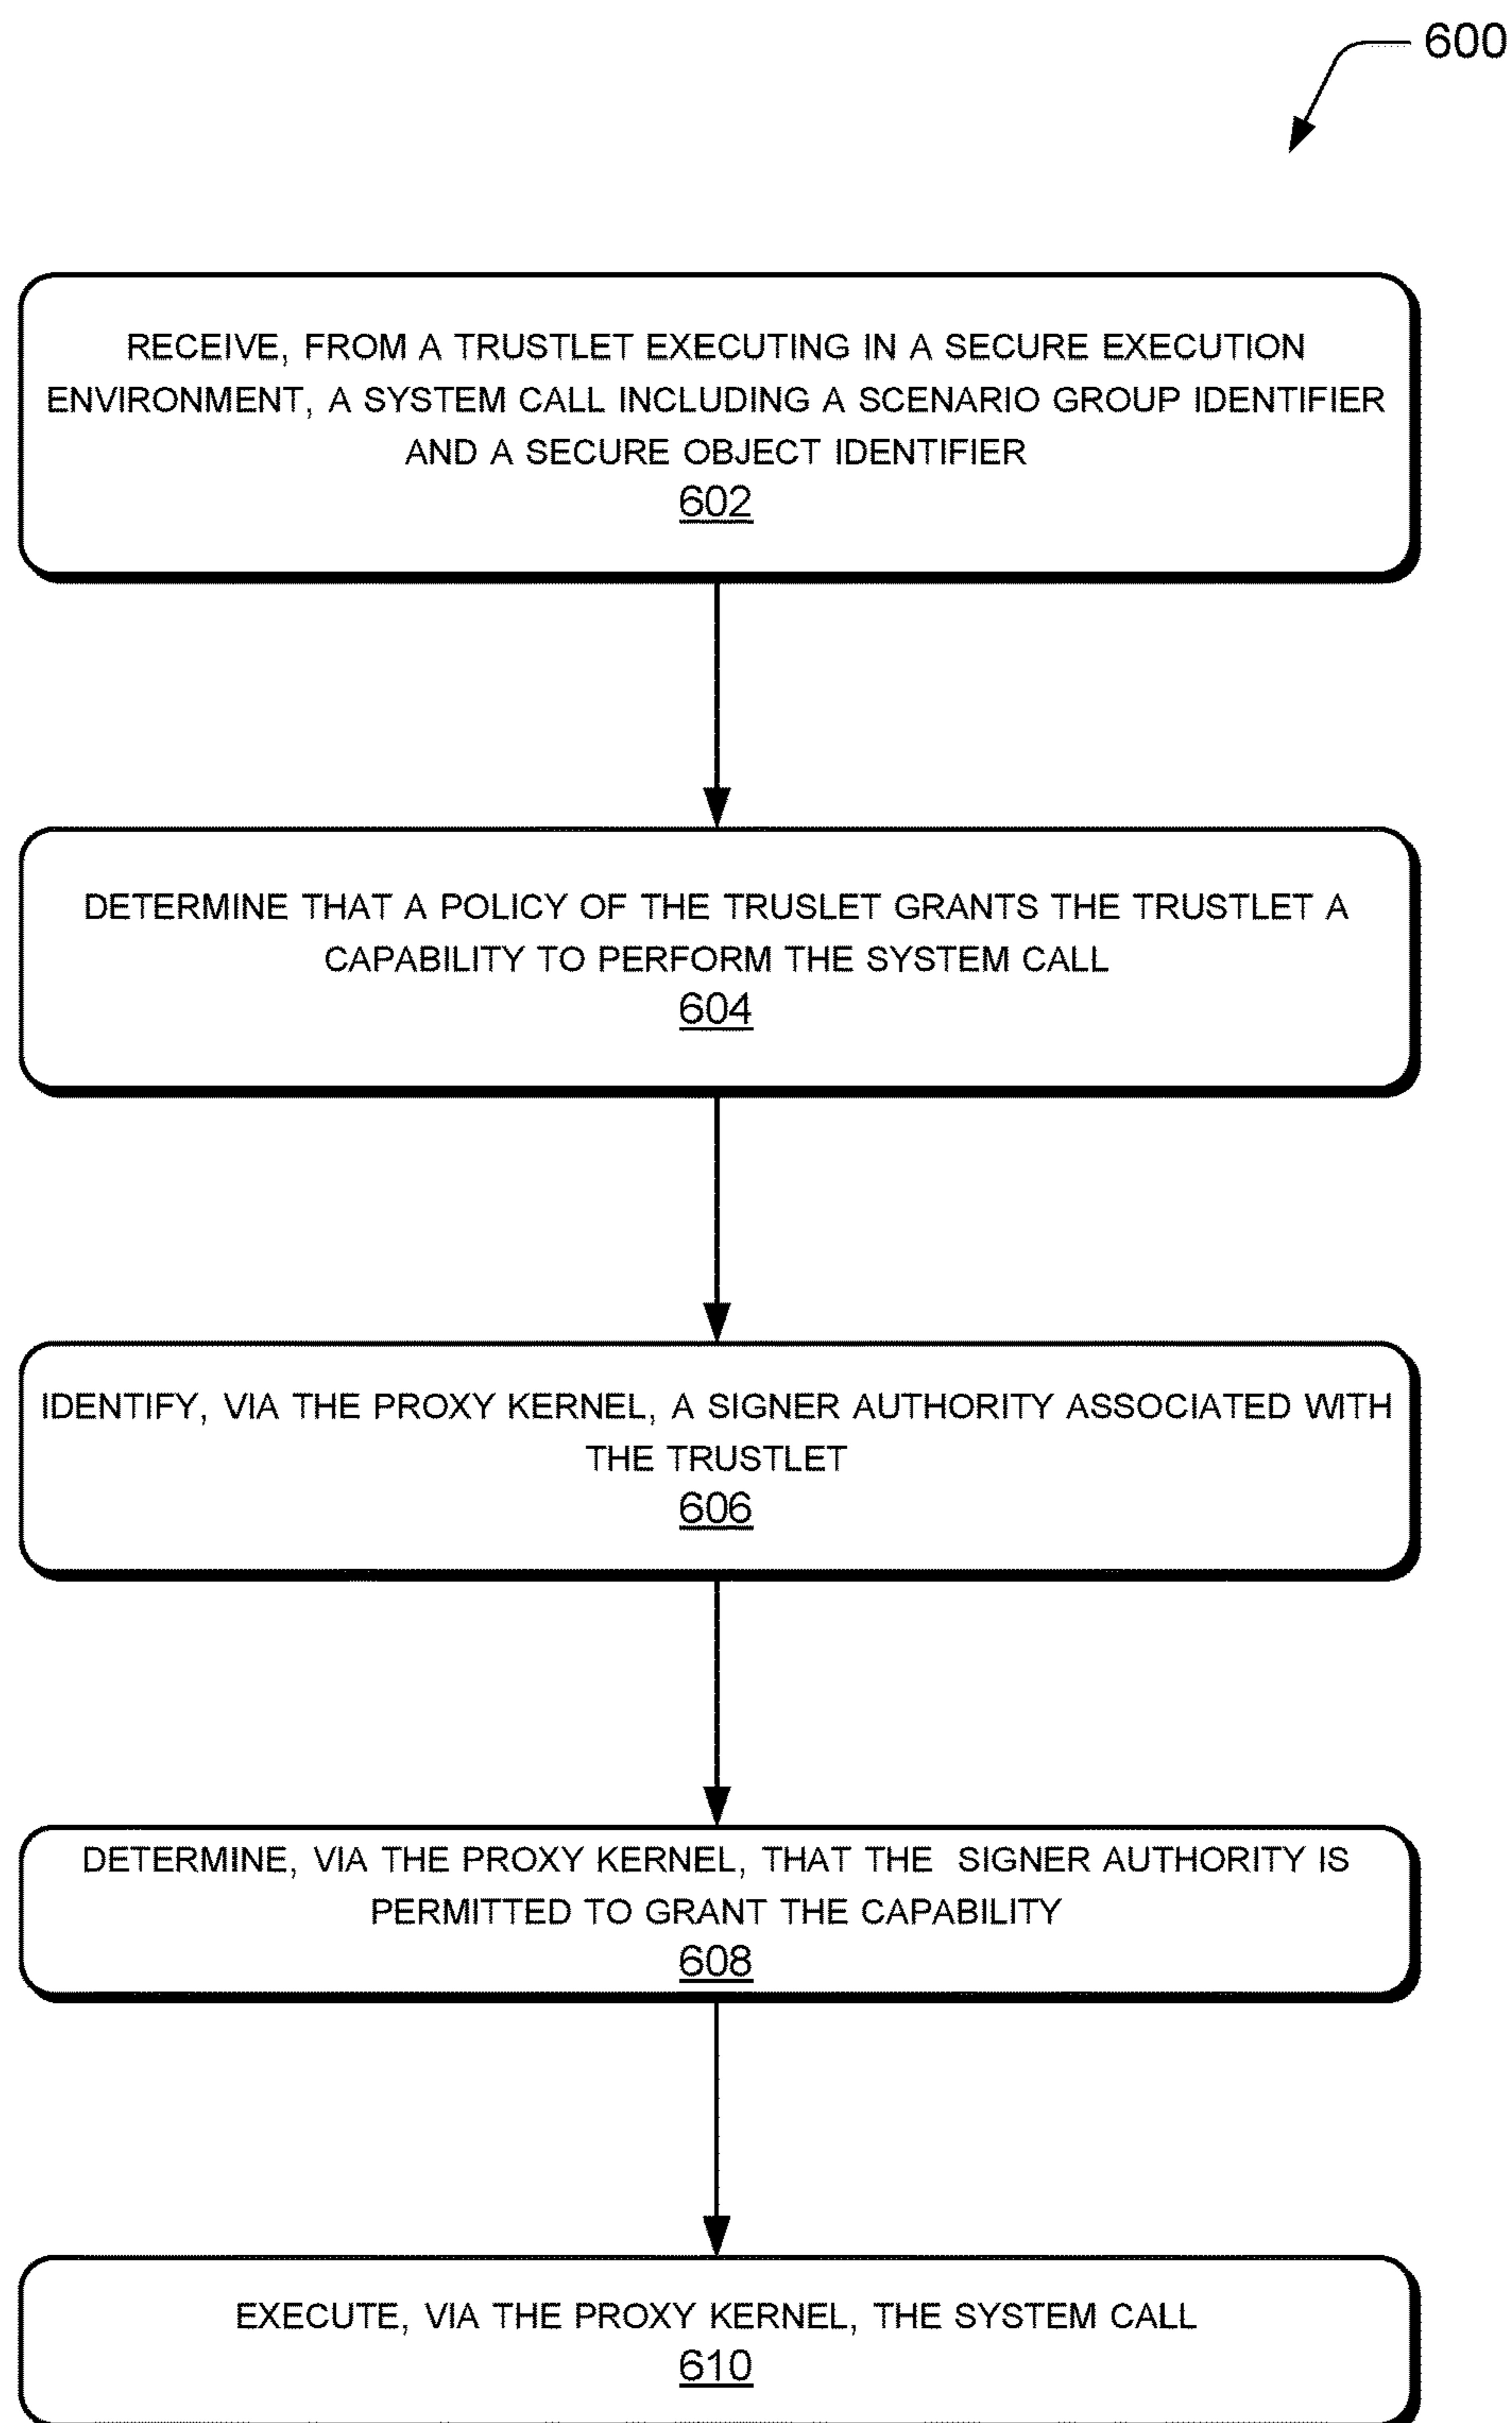 600
RECEIVE, FROM A TRUSTLET EXECUTING IN A SECURE EXECUTION
ENVIRONMENT, A SYSTEM CALL INCLUDING A SCENARIO GROUP IDENTIFIER
AND A SECURE OBJECT IDENTIFIER
602
DETERMINE THAT A POLICY OF THE TRUSLET GRANTS THE TRUSTLET A
CAPABILITY TO PERFORM THE SYSTEM CALL
604
IDENTIFY, VIA THE PROXY KERNEL, A SIGNER AUTHORITY ASSOCIATED WITH
THE TRUSTLET
606
DETERMINE, VIA THE PROXY KERNEL, THAT THE SIGNER AUTHORITY IS
PERMITTED TO GRANT THE CAPABILITY
608
EXECUTE, VIA THE PROXY KERNEL, THE SYSTEM CALL
610